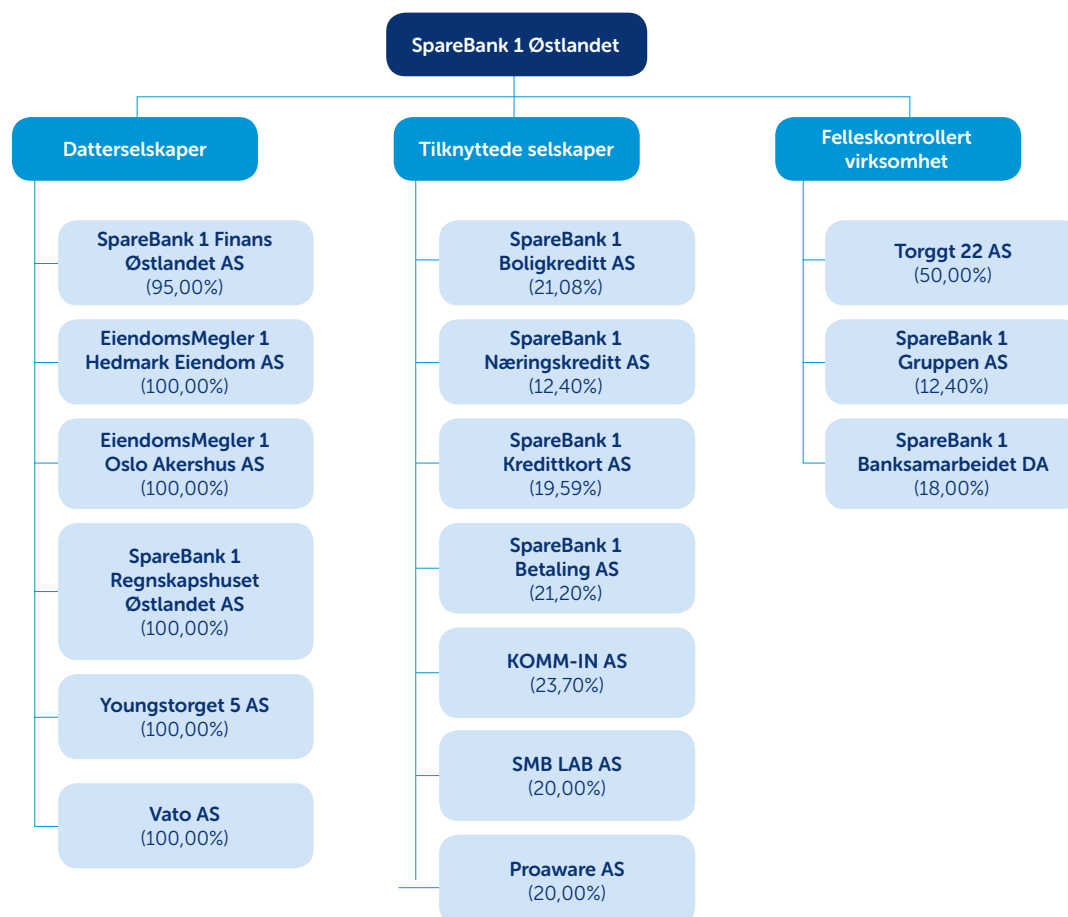 SpareBank 1 Østlandet
Datterselskaper
SpareBank 1 Finans
Østlandet AS
(95,00%)
EiendomsMegler 1
Hedmark Eiendom AS
(100,00%)
EiendomsMegler 1
Oslo Akershus AS
(100,00%)
SpareBank 1
Regnskapshuset
Østlandet AS
(100,00%)
Youngstorget 5 AS
(100,00%)
Vato AS
(100,00%)
Tilknyttede selskaper
SpareBank 1
Boligkreditt AS
(21,08%)
SpareBank 1
Næringskreditt AS
(12,40%)
SpareBank 1
Kredittkort AS
(19,59%)
SpareBank 1
Betaling AS
(21,20%)
KOMM-IN AS
(23,70%)
SMB LAB AS
(20,00%)
Proaware AS
(20,00%)
Felleskontrollert
virksomhet
Torggt 22 AS
(50,00%)
SpareBank 1
Gruppen AS
(12,40%)
SpareBank 1
Banksamarbeidet DA
(18,00%)